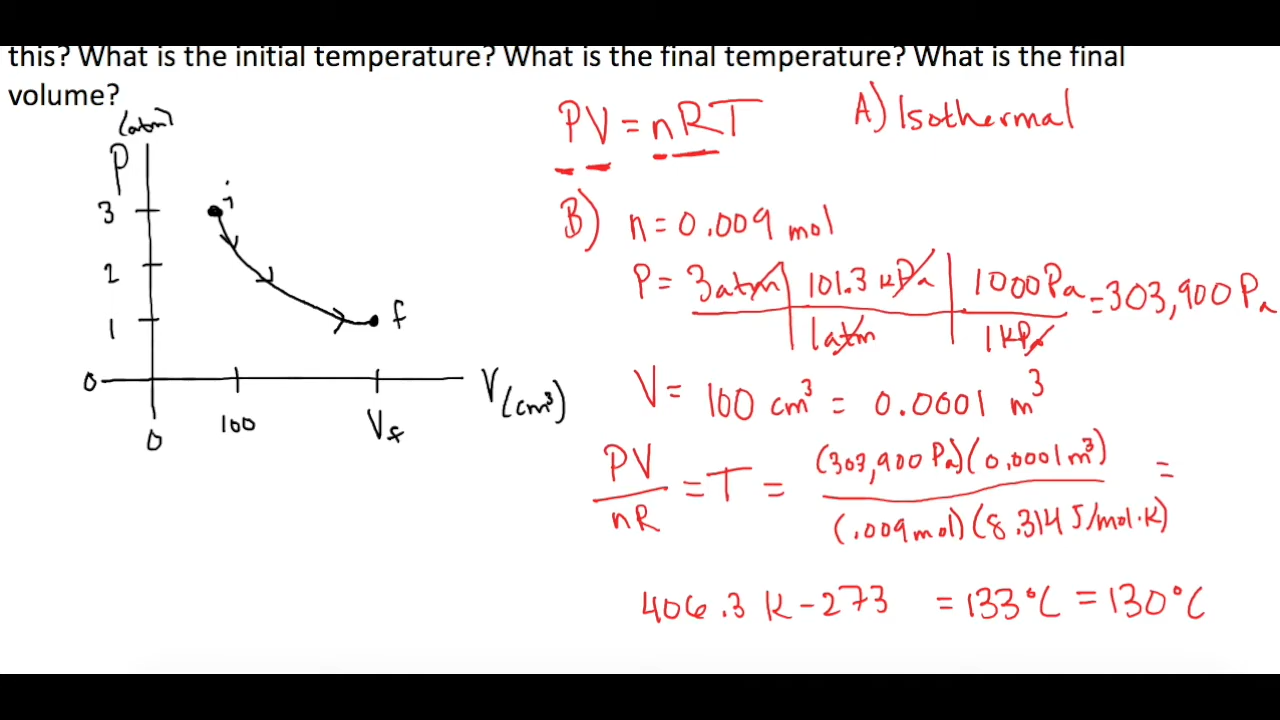 this? What is the initial temperature? What is the final temperature? What is the final
volume?
(atm)
P
3
2
1
0
0
100
Vf
V (cm³)
i
f
PV = nRT
A) Isothermal
B) n = 0.009 mol
P = 3atm | 101.3 kPa | 1000 Pa = 303,900 Pa
1atm | 1 kPa
V = 100 cm³ = 0.0001 m³
PV = T = (303,900 Pa)(0.0001 m³) =
nR (.009 mol)(8.314 J/mol·K)
406.3 K - 273 = 133°C = 130°C